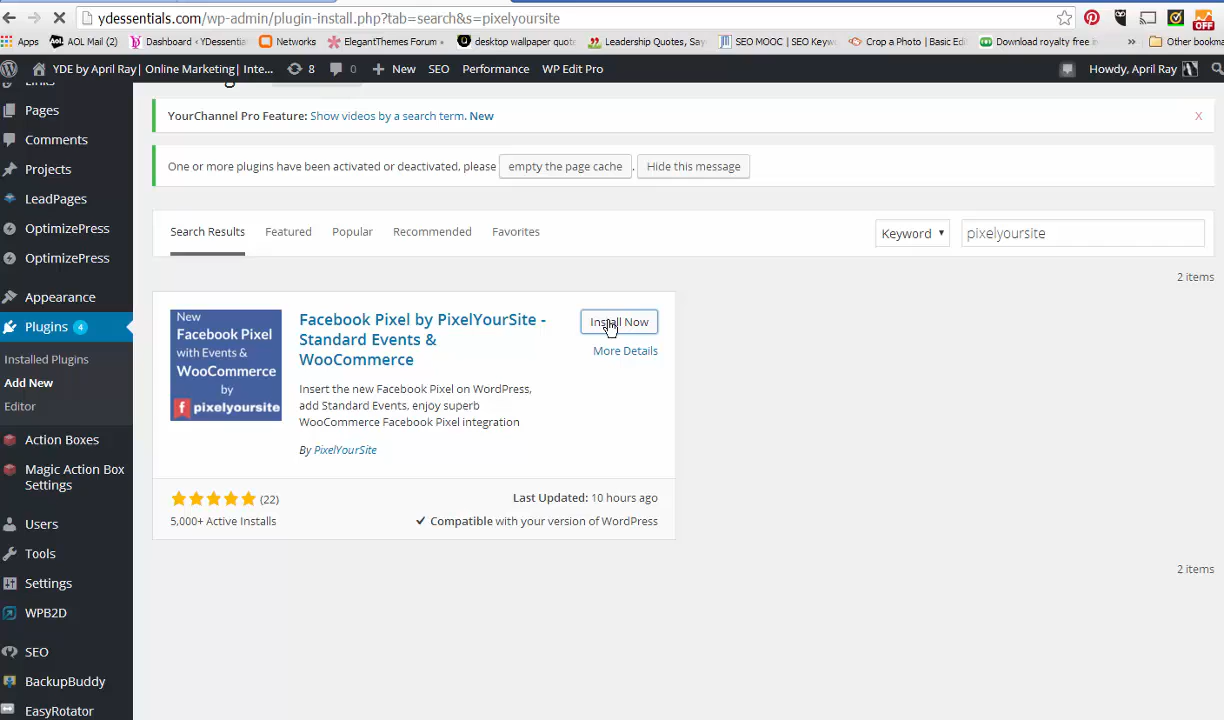 ydessentials.com/wp-admin/plugin-install.php?tab=search&s=pixelyoursite
Apps AOL Mail (2) Dashboard ‹ YDessentia Networks ElegantThemes Forum « desktop wallpaper quot Leadership Quotes, Say SEO MOOC | SEO Keyw Crop a Photo | Basic Edi Download royalty free i » Other bookma
OFF
YDE by April Ray| Online Marketing| Inte... 8 0 New SEO Performance WP Edit Pro Howdy, April Ray
Links
Pages
Comments
Projects
LeadPages
OptimizePress
OptimizePress
Appearance
Plugins 4
Installed Plugins
Add New
Editor
Action Boxes
Magic Action Box
Settings
Users
Tools
Settings
WPB2D
SEO
BackupBuddy
EasyRotator
YourChannel Pro Feature: Show videos by a search term. New X
One or more plugins have been activated or deactivated, please empty the page cache . Hide this message
Search Results Featured Popular Recommended Favorites Keyword pixelyoursite
2 items
New
Facebook Pixel
with Events &
WooCommerce
by
f pixelyoursite
Facebook Pixel by PixelYourSite -
Standard Events &
WooCommerce
Install Now
More Details
Insert the new Facebook Pixel on WordPress,
add Standard Events, enjoy superb
WooCommerce Facebook Pixel integration
By PixelYourSite
(22) Last Updated: 10 hours ago
5,000+ Active Installs Compatible with your version of WordPress
2 items